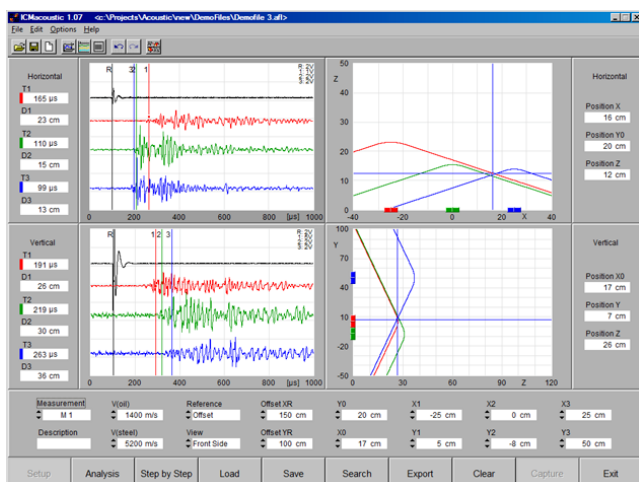 ICMacoustic 1.07 <c:\Projects\Acoustic\new\DemoFiles\Demofile 3.afl>
File Edit Options Help
Horizontal
T1
165 µs
D1
23 cm
T2
110 µs
D2
15 cm
T3
99 µs
D3
13 cm
R 3 2 1
0 200 400 600 [µs] 1000
50
Z
30
20
10
0
-40 -20 0 X 40
Horizontal
Position X
16 cm
Position Y0
20 cm
Position Z
12 cm
Vertical
T1
191 µs
D1
26 cm
T2
219 µs
D2
30 cm
T3
263 µs
D3
36 cm
R 1 2 3
0 200 400 600 [µs] 1000
100
Y
40
10
-20
-50
0 30 60 Z 120
Vertical
Position X0
17 cm
Position Y
7 cm
Position Z
26 cm
Measurement V(oil) Reference Offset XR Y0 X1 X2 X3
M 1 1400 m/s Offset 150 cm 20 cm -25 cm 0 cm 25 cm
Description V(steel) View Offset YR X0 Y1 Y2 Y3
5200 m/s Front Side 100 cm 17 cm 5 cm -8 cm 50 cm
Setup Analysis Step by Step Load Save Search Export Clear Capture Exit